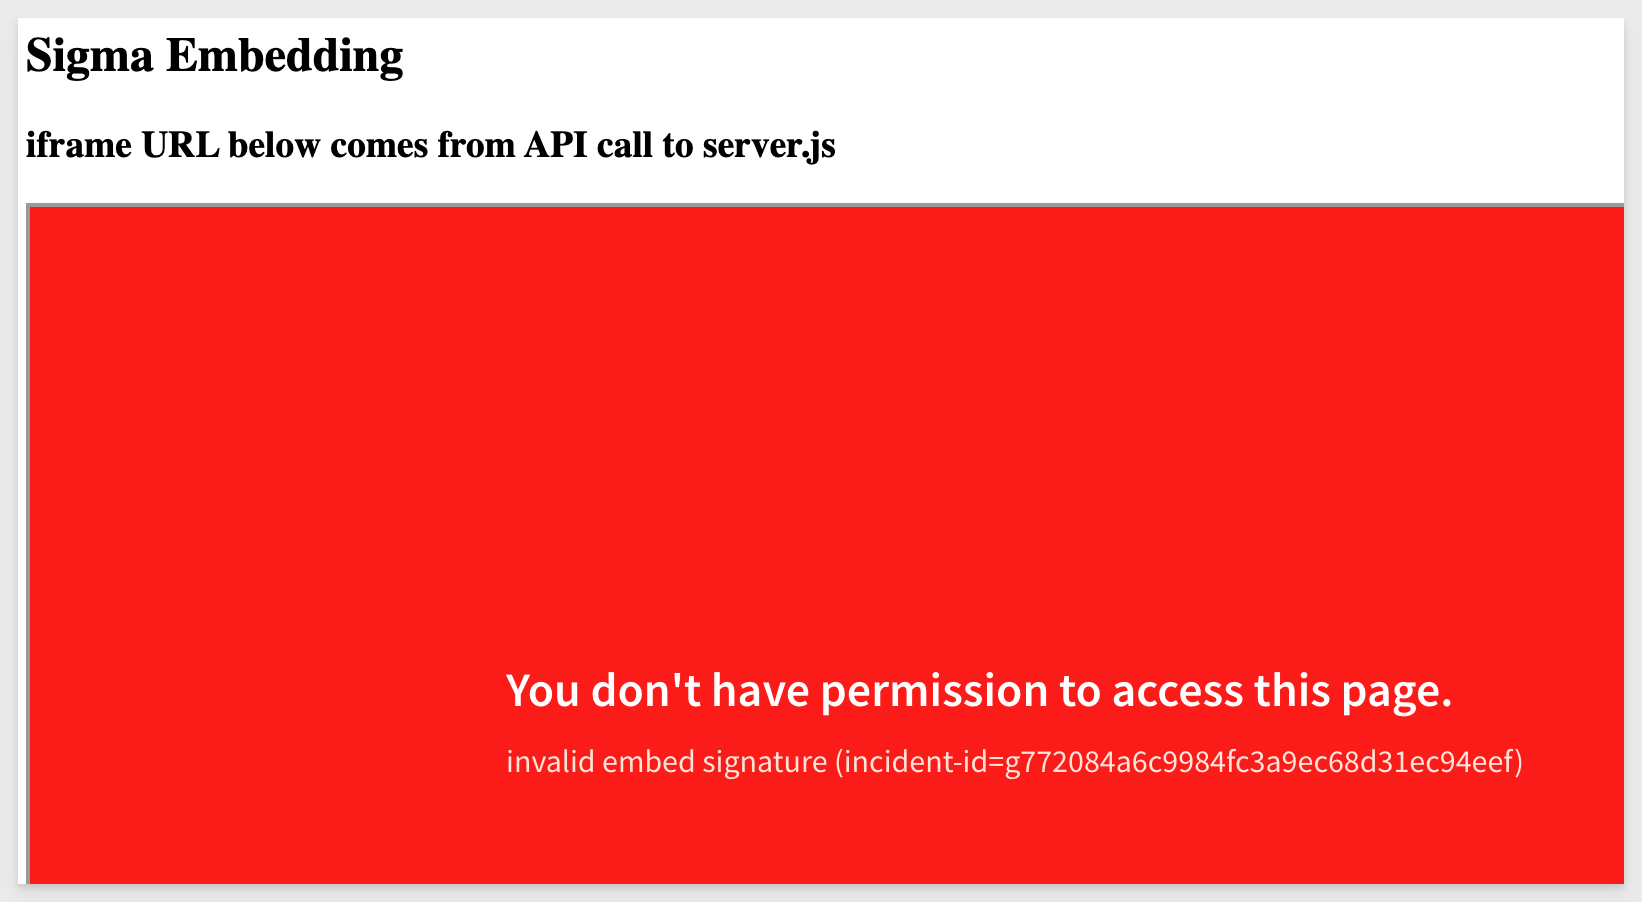 Sigma Embedding
iframe URL below comes from API call to server.js
You don't have permission to access this page.
invalid embed signature (incident-id=g772084a6c9984fc3a9ec68d31ec94eef)